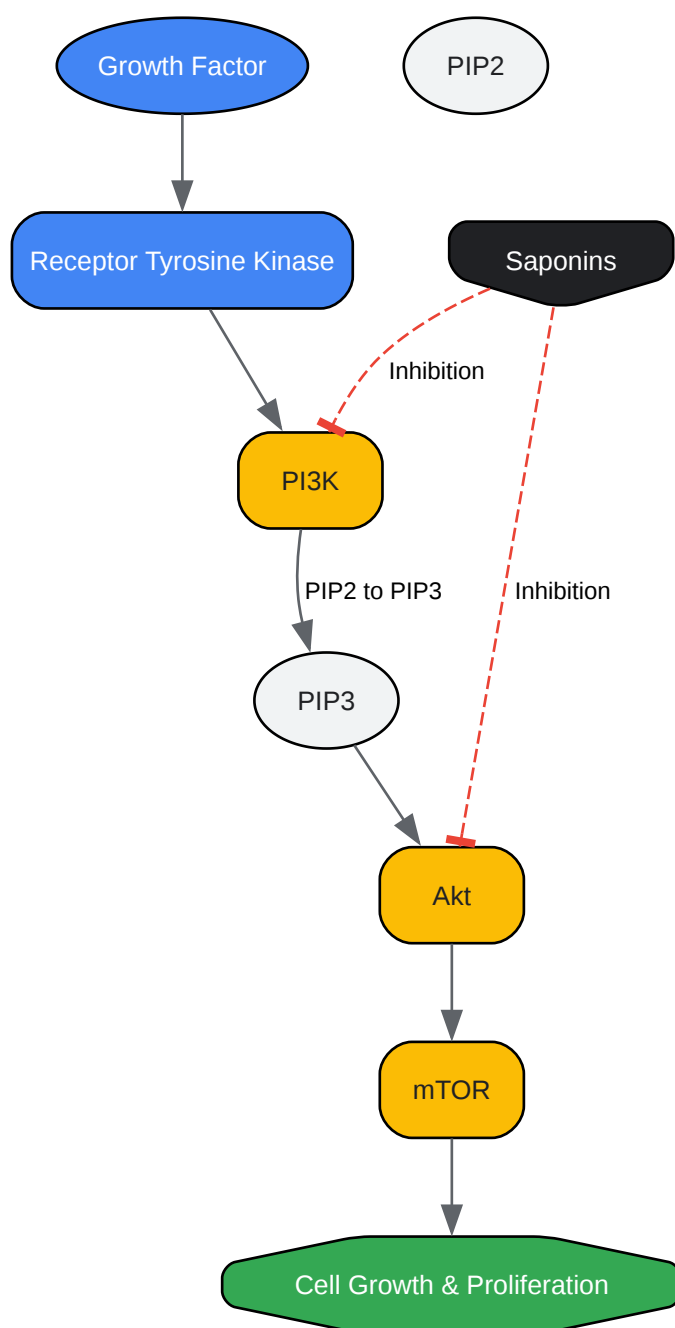 Growth Factor
PIP2
Receptor Tyrosine Kinase
Saponins
Inhibition
PI3K
PIP2 to PIP3
Inhibition
PIP3
Akt
mTOR
Cell Growth & Proliferation